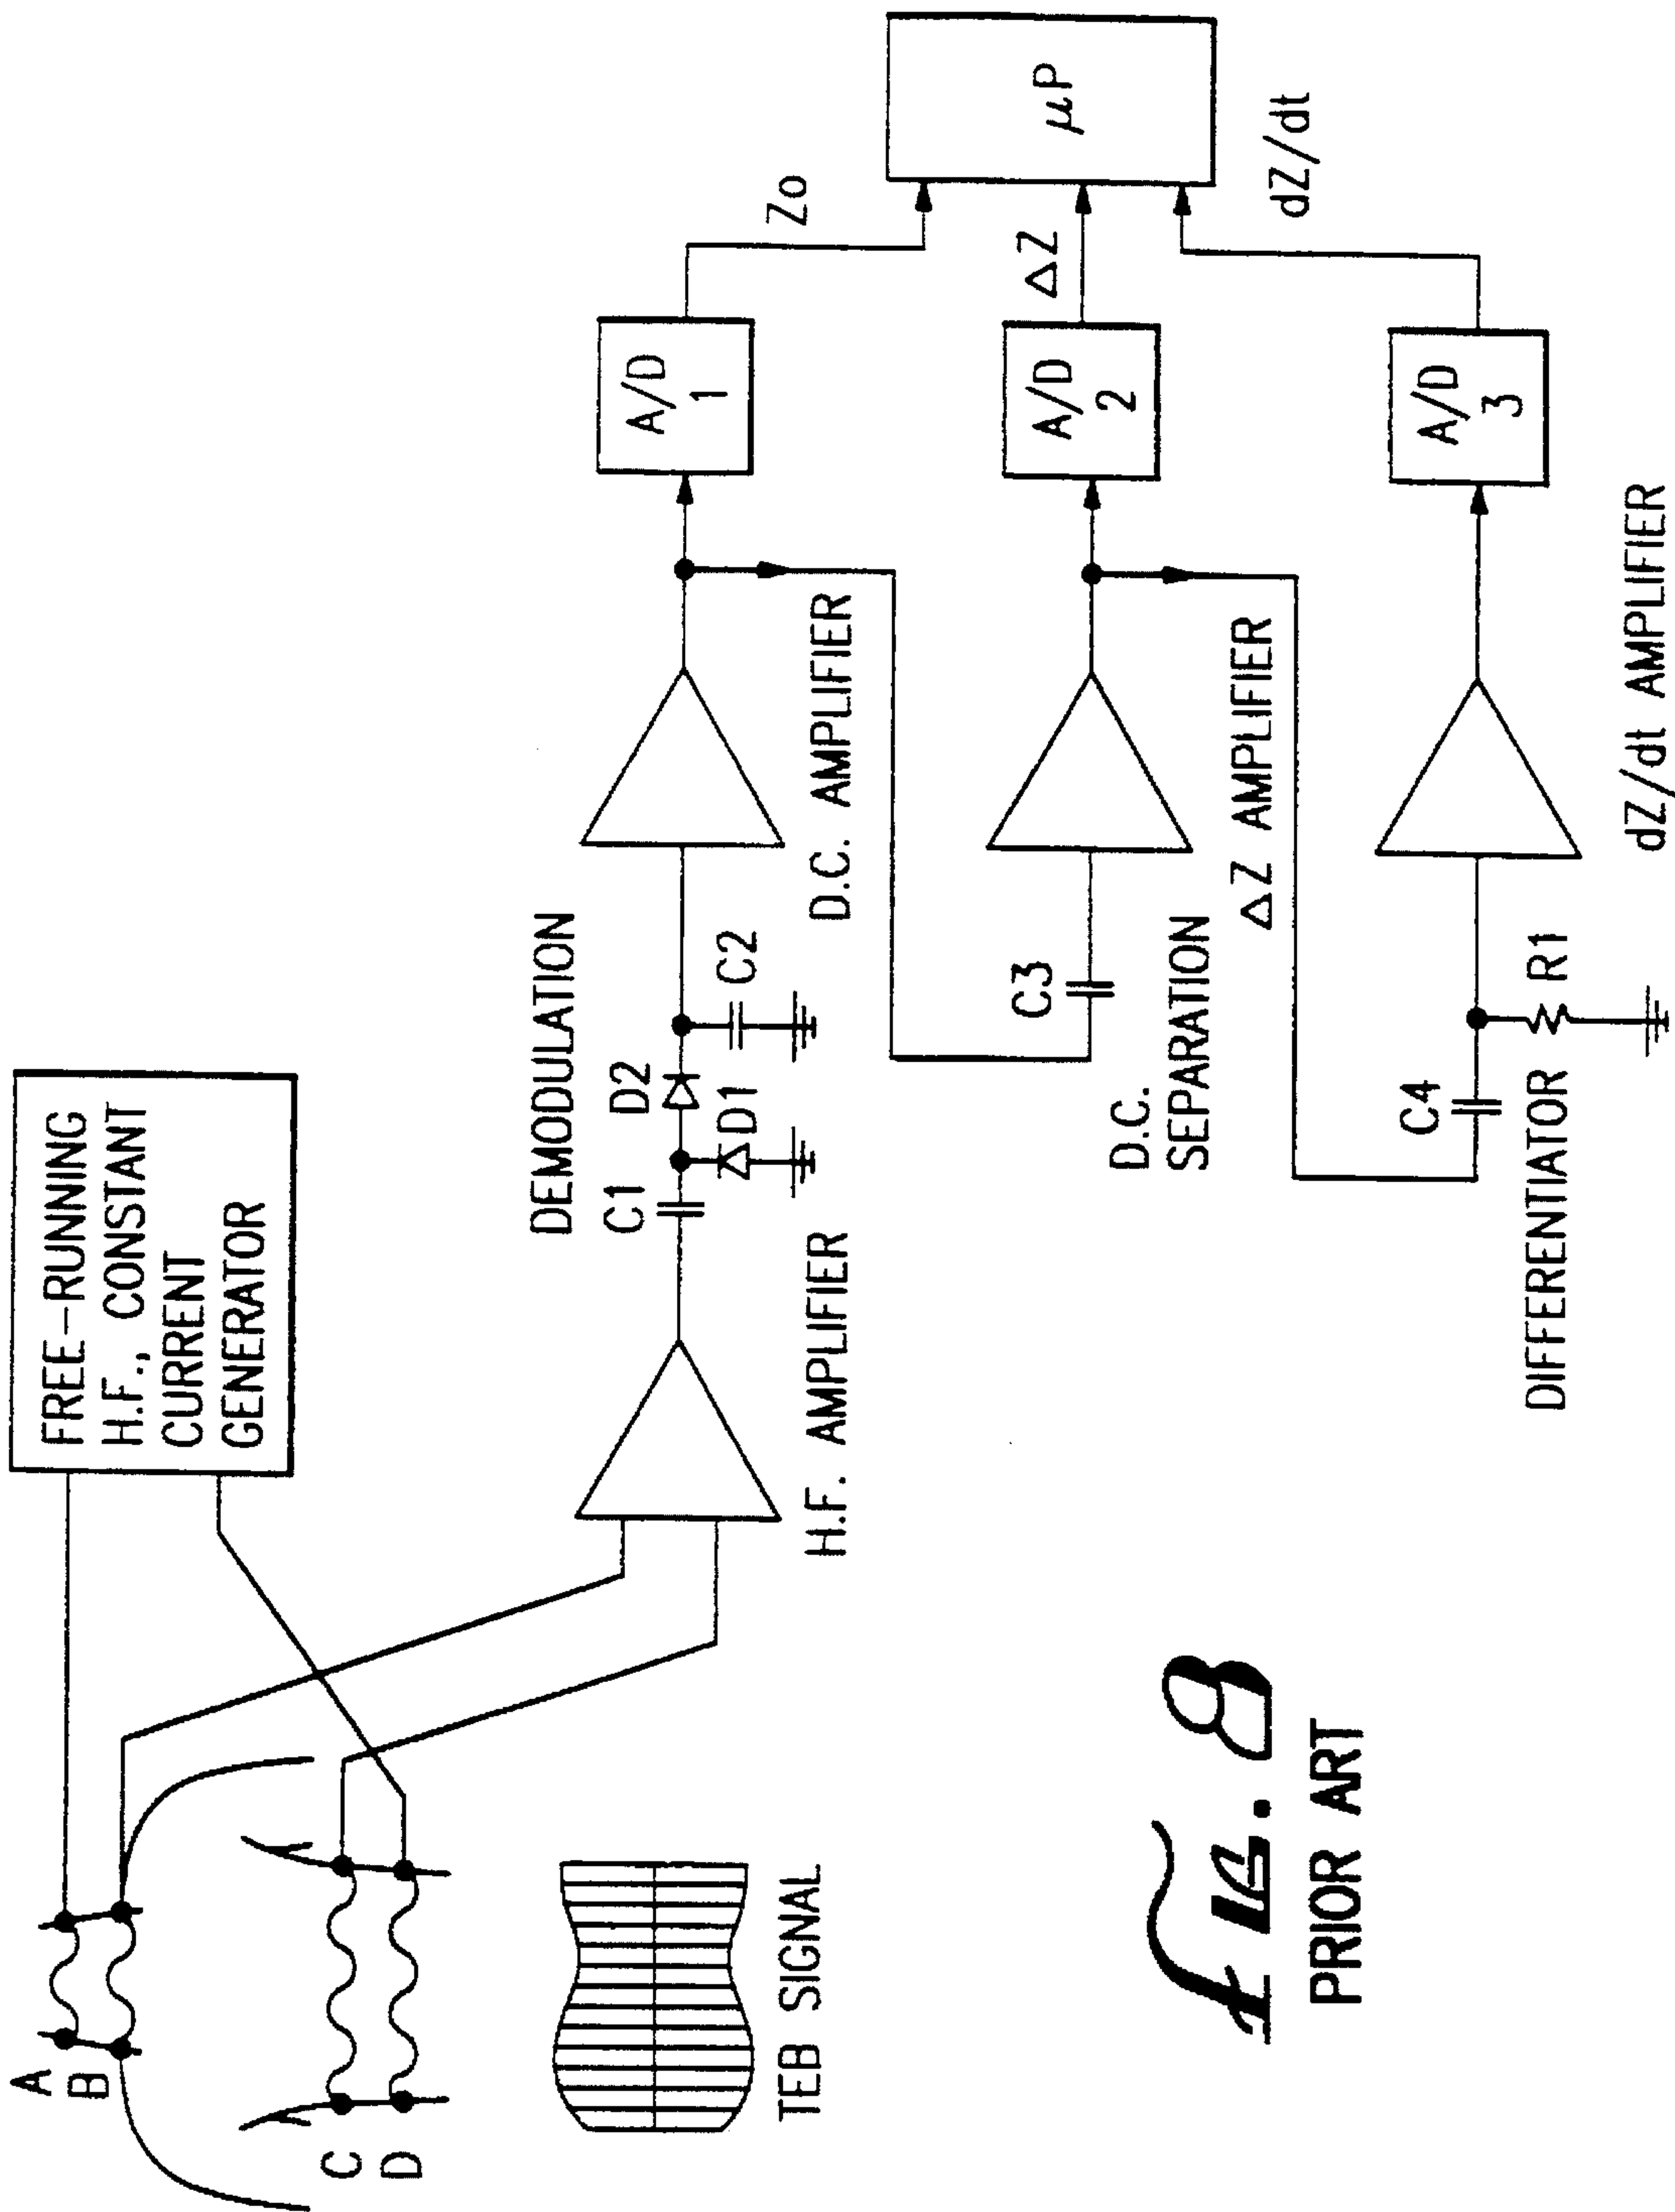 FREE-RUNNING
H.F., CONSTANT
CURRENT
GENERATOR
A
B
C
D
TEB SIGNAL
H.F. AMPLIFIER
DEMODULATION
C1
D2
D1
C2
D.C. AMPLIFIER
A/D
1
Zo
D.C.
SEPARATION
C3
ΔZ AMPLIFIER
A/D
2
ΔZ
μP
DIFFERENTIATOR
C4
R1
dZ/dt AMPLIFIER
A/D
3
dZ/dt
FIG. 8
PRIOR ART